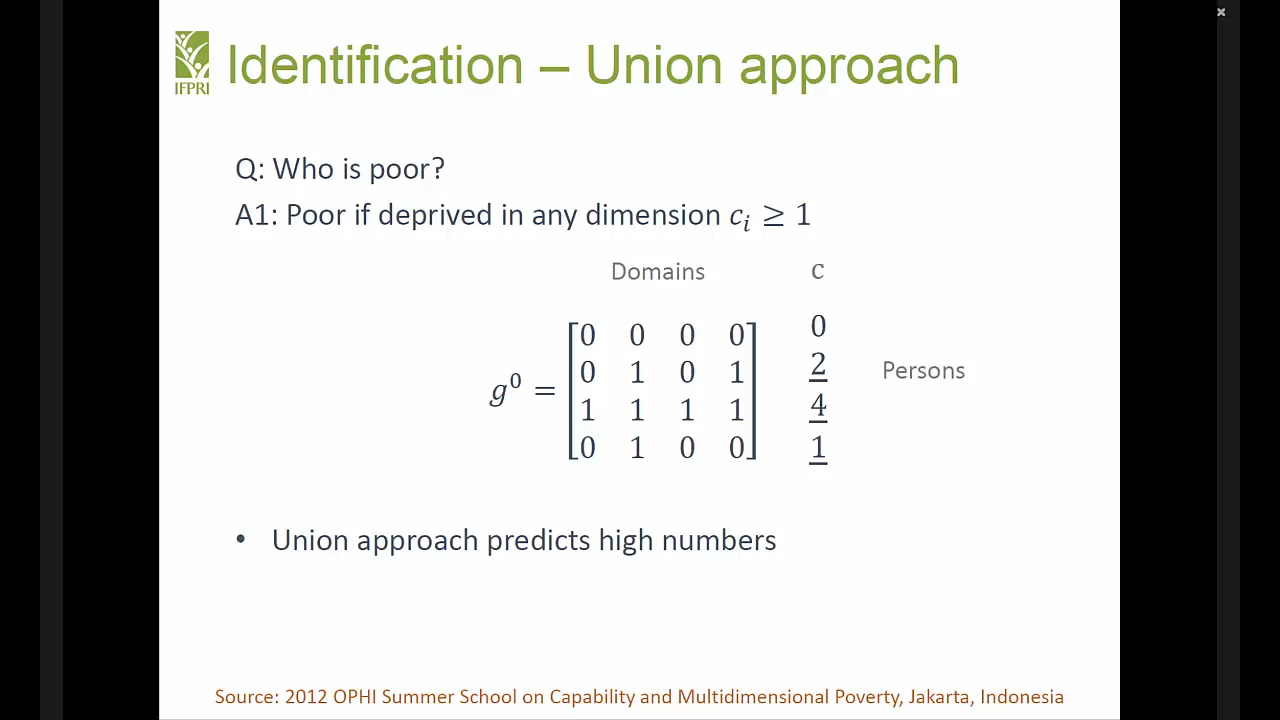 IFPRI
Identification – Union approach
Q: Who is poor?
A1: Poor if deprived in any dimension cᵢ ≥ 1
Domains c
0 0 0 0 0
0 1 0 1 2 Persons
g⁰ =
1 1 1 1 4
0 1 0 0 1
• Union approach predicts high numbers
Source: 2012 OPHI Summer School on Capability and Multidimensional Poverty, Jakarta, Indonesia